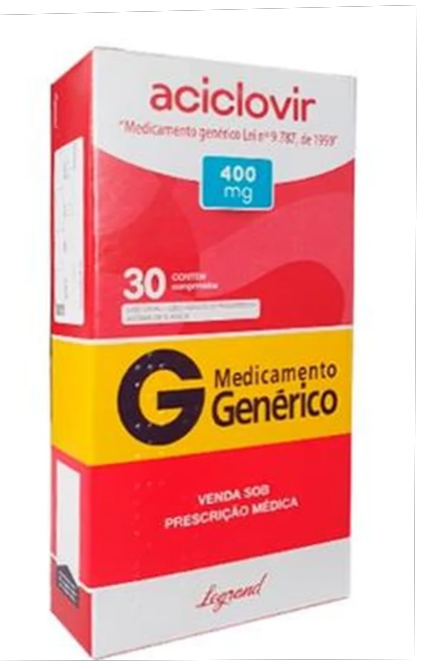 aciclovir
"Medicamento genérico Lei nº 9.787, de 1999"
400
mg
30 CONTÉM
comprimidos
G Medicamento
Genérico
VENDA SOB
PRESCRIÇÃO MÉDICA
Legrand